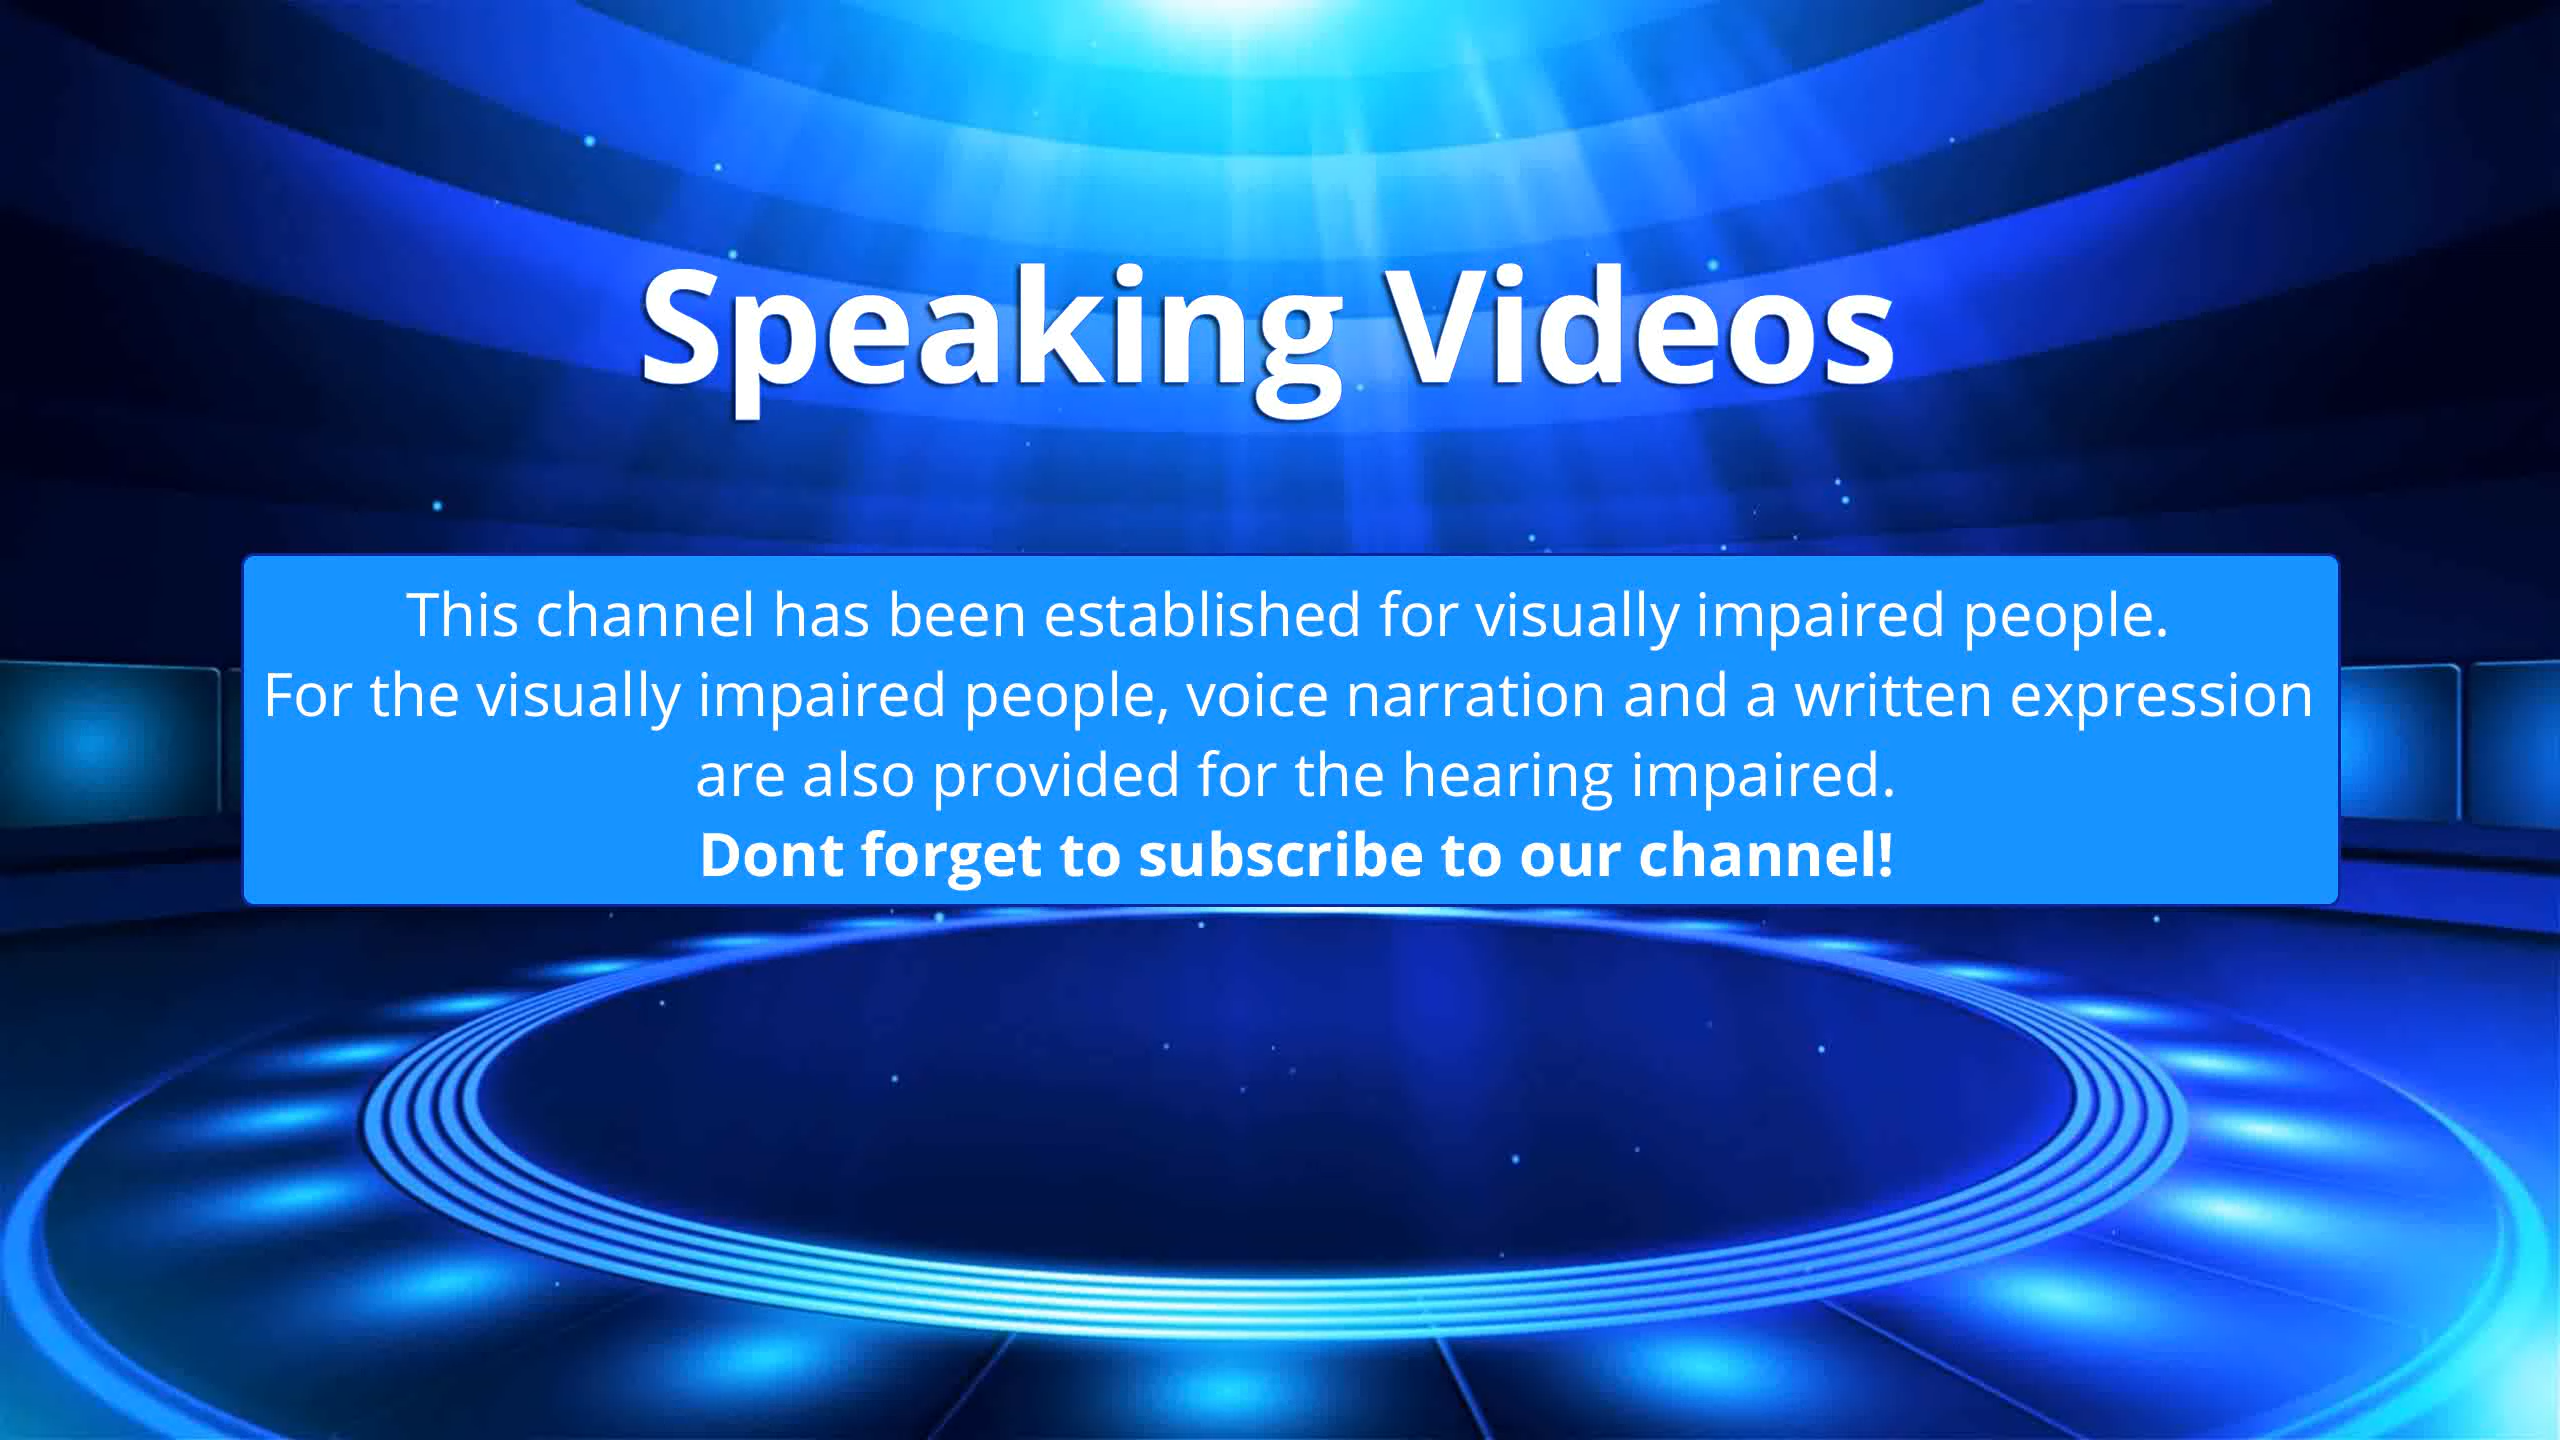 Speaking Videos
This channel has been established for visually impaired people.
For the visually impaired people, voice narration and a written expression
are also provided for the hearing impaired.
Dont forget to subscribe to our channel!